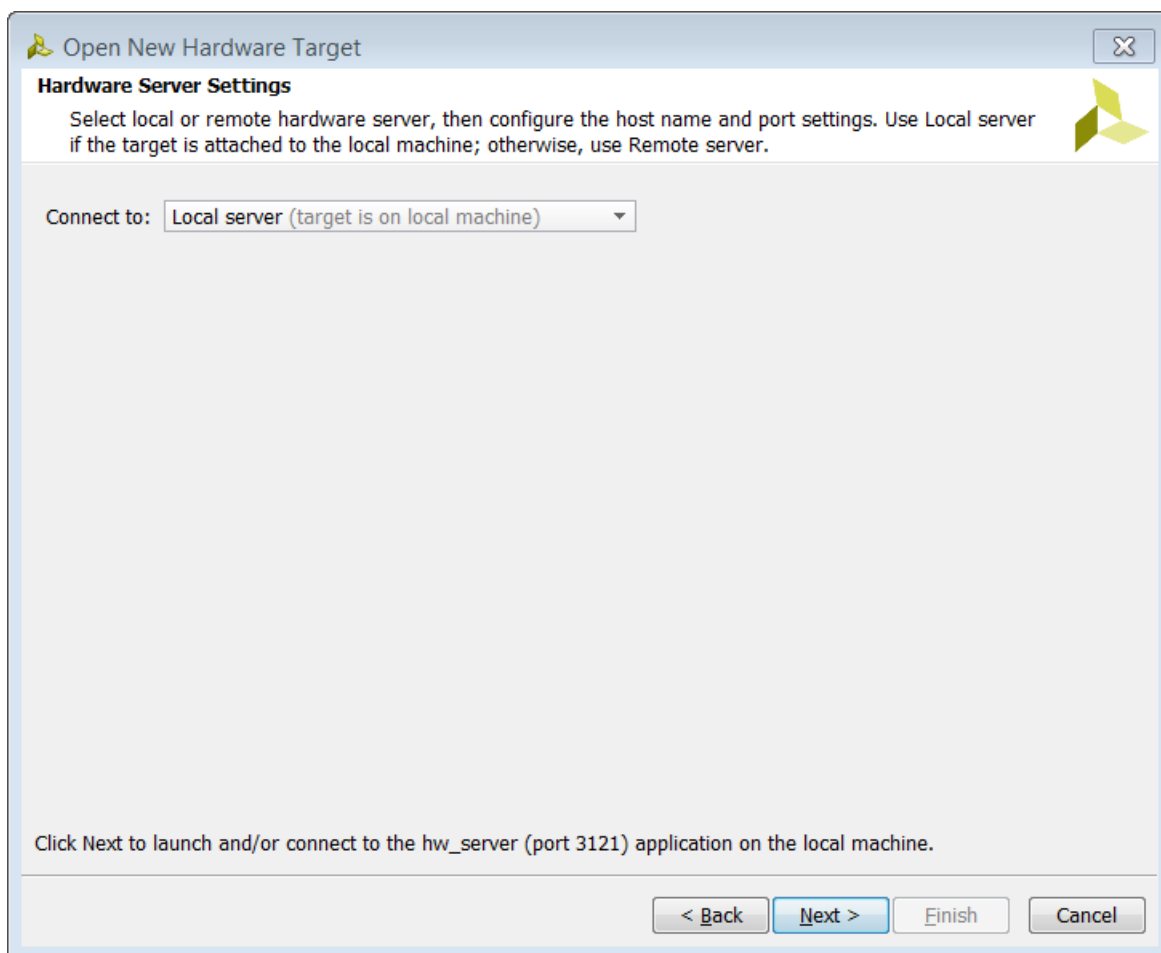 Open New Hardware Target
Hardware Server Settings
Select local or remote hardware server, then configure the host name and port settings. Use Local server
if the target is attached to the local machine; otherwise, use Remote server.
Connect to: Local server (target is on local machine)
Click Next to launch and/or connect to the hw_server (port 3121) application on the local machine.
< Back Next > Finish Cancel